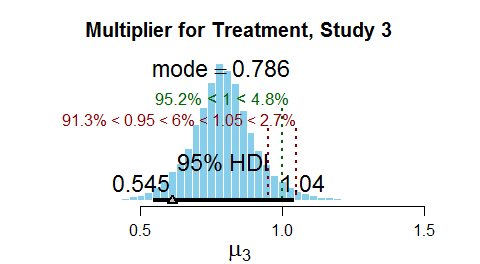 Multiplier for Treatment, Study 3
mode = 0.786
95.2% < 1 < 4.8%
91.3% < 0.95 < 6% < 1.05 < 2.7%
95% HDI
0.545 1.04
0.5 1.0 1.5
μ3